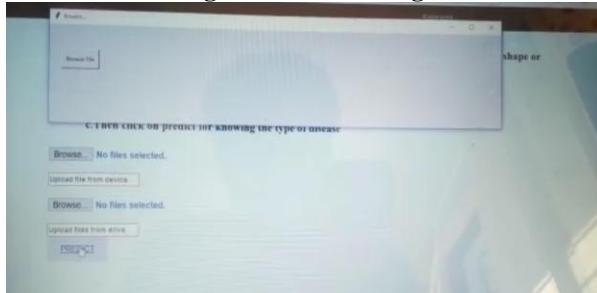 Browse File
shape or
c.Then click on predict for knowing the type of disease
Browse... No files selected.
Upload file from device
Browse... No files selected.
Upload files from drive
PREDICT